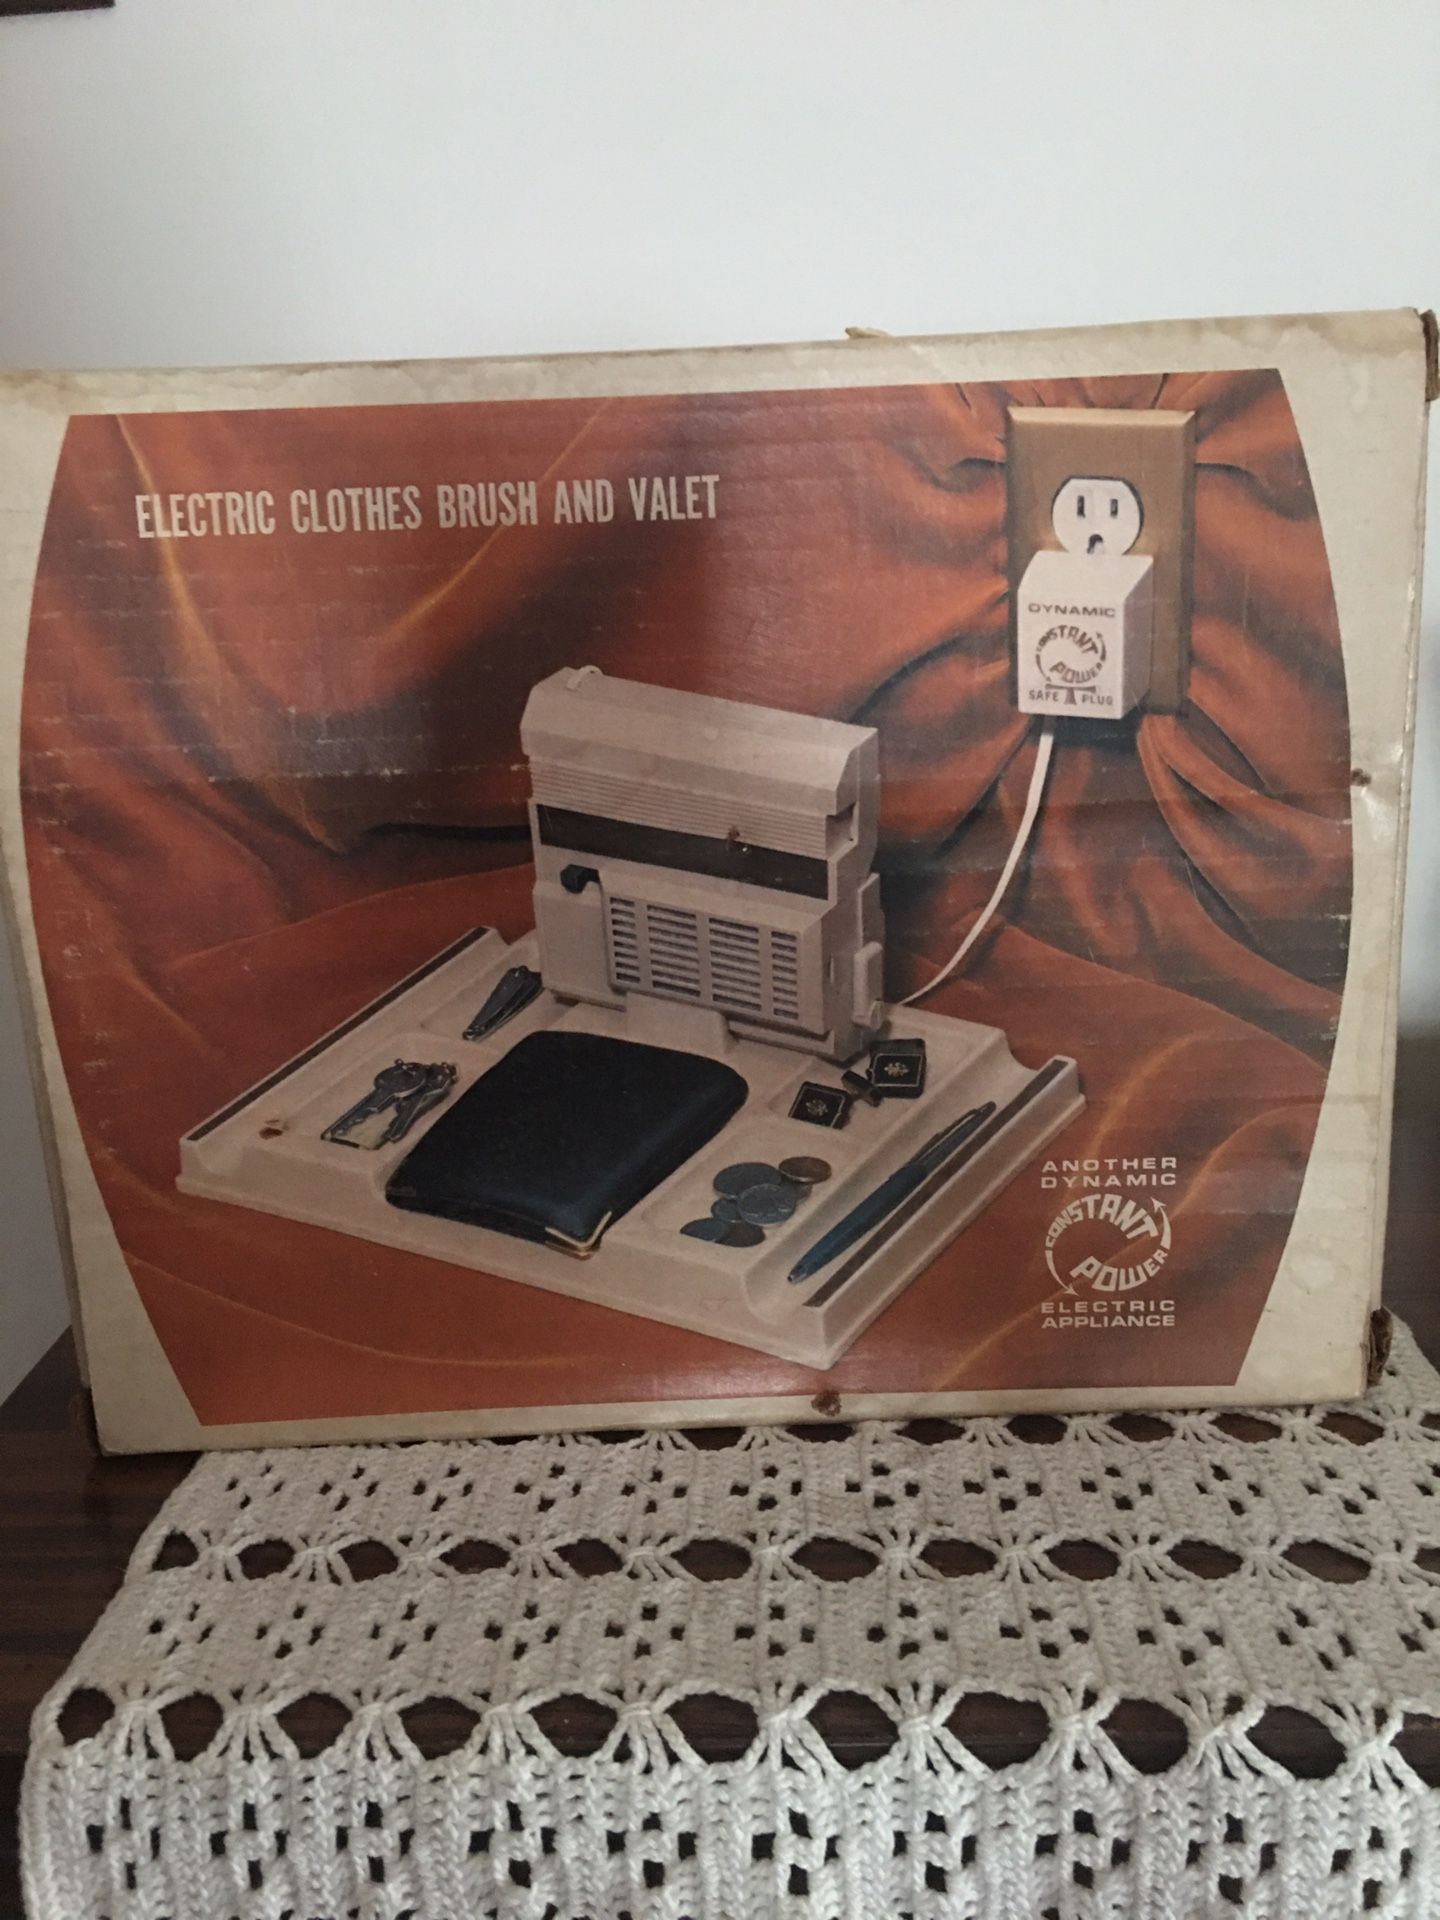 ELECTRIC CLOTHES BRUSH AND VALET
DYNAMIC
CONSTANT
POWER
SAFE T PLUG
ANOTHER
DYNAMIC
CONSTANT
POWER
ELECTRIC
APPLIANCE